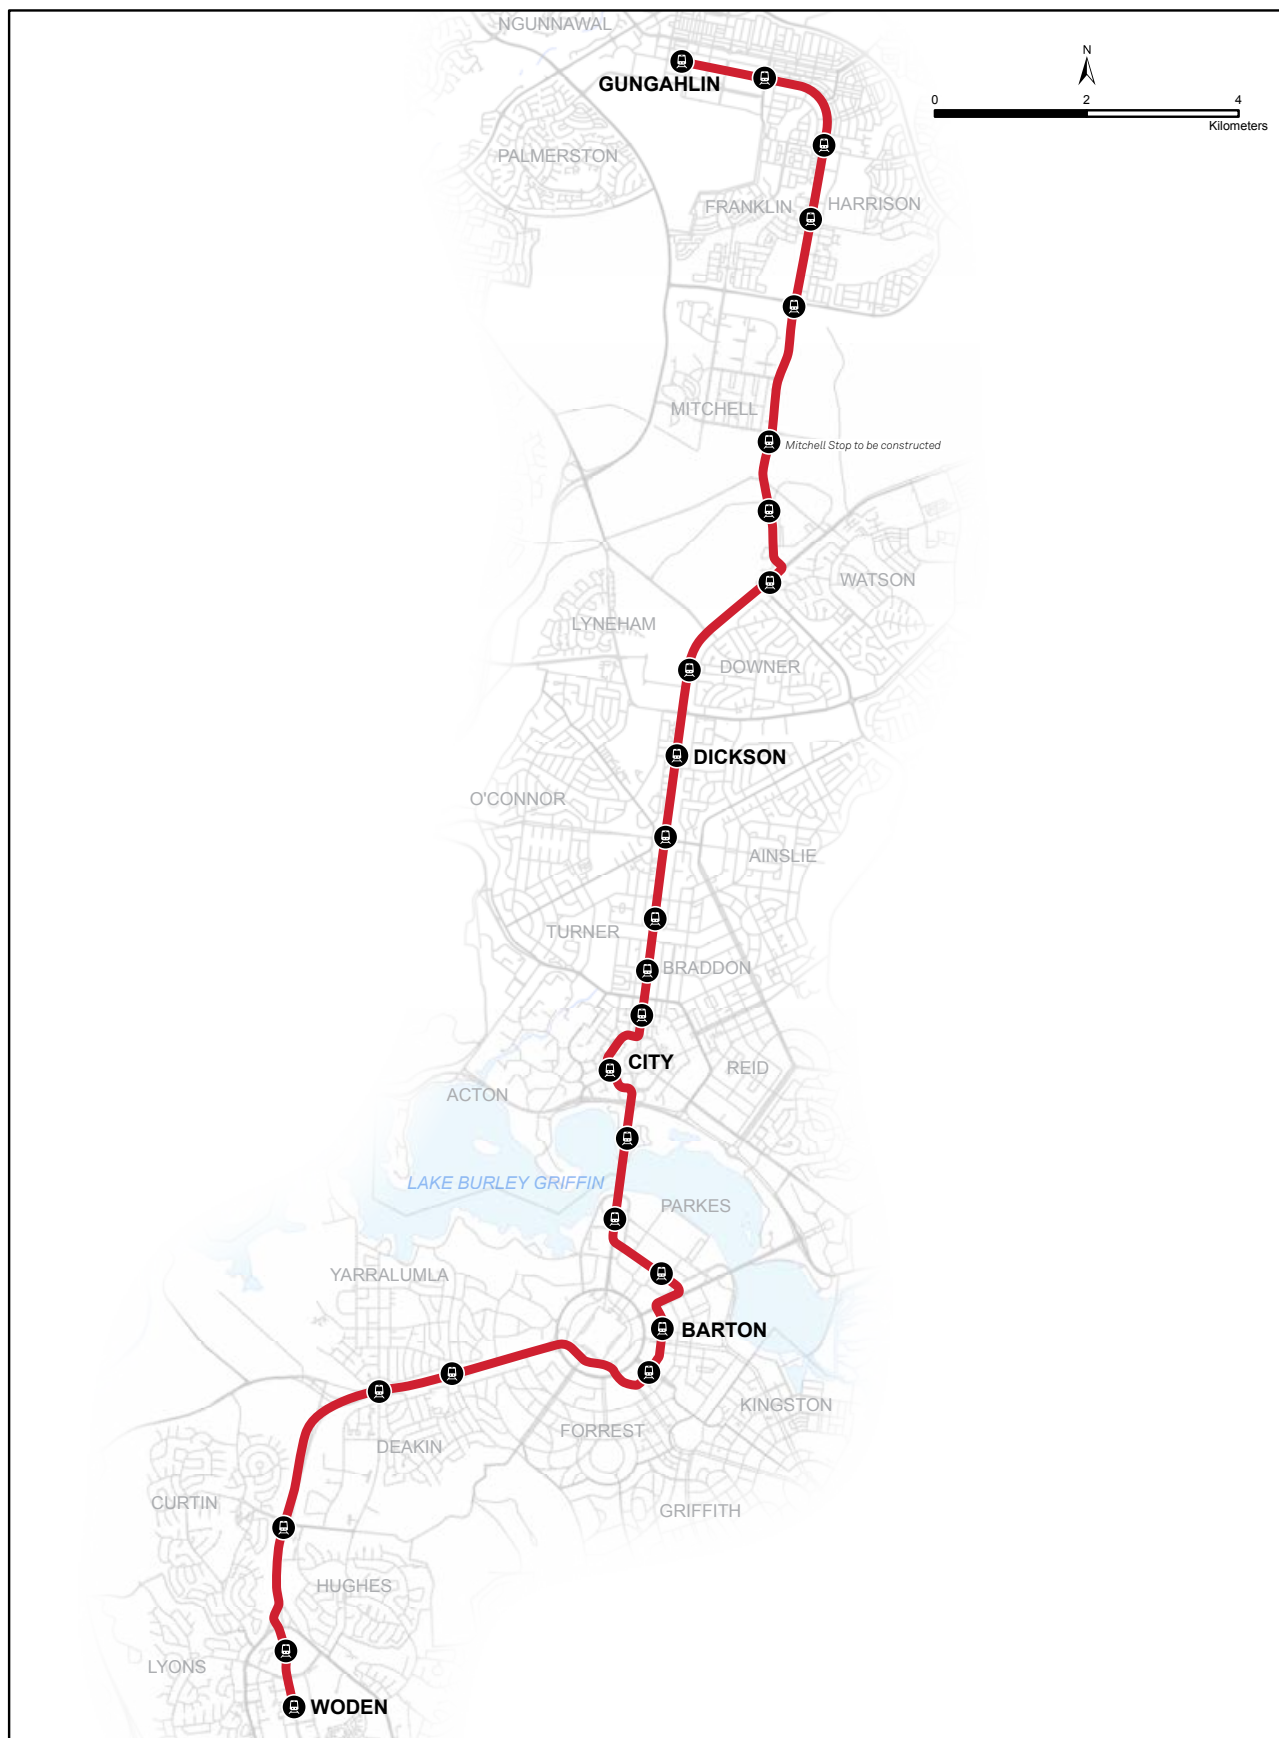 NGUNNAWAL
N
GUNGAHLIN
0 2 4
Kilometers
PALMERSTON
FRANKLIN
HARRISON
MITCHELL
Mitchell Stop to be constructed
WATSON
LYNEHAM
DOWNER
DICKSON
O'CONNOR
AINSLIE
TURNER
BRADDON
CITY
REID
ACTON
LAKE BURLEY GRIFFIN
PARKES
YARRALUMLA
BARTON
KINGSTON
FORREST
DEAKIN
CURTIN
GRIFFITH
HUGHES
LYONS
WODEN